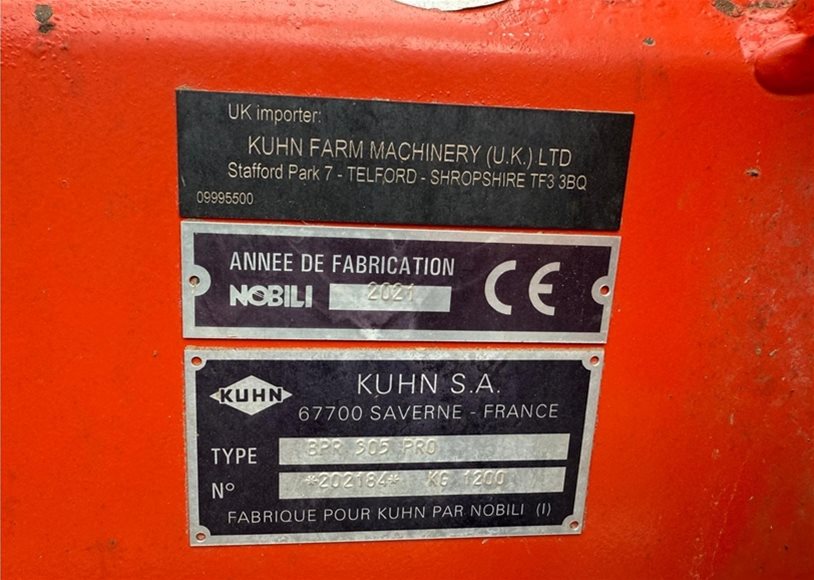 UK importer:
KUHN FARM MACHINERY (U.K.) LTD
Stafford Park 7 - TELFORD - SHROPSHIRE TF3 3BQ
09995500
ANNEE DE FABRICATION
NOBILI 2021 CE
KUHN KUHN S.A.
67700 SAVERNE - FRANCE
TYPE BPR 305 PRO
N° *202184* KG 1200
FABRIQUE POUR KUHN PAR NOBILI (I)